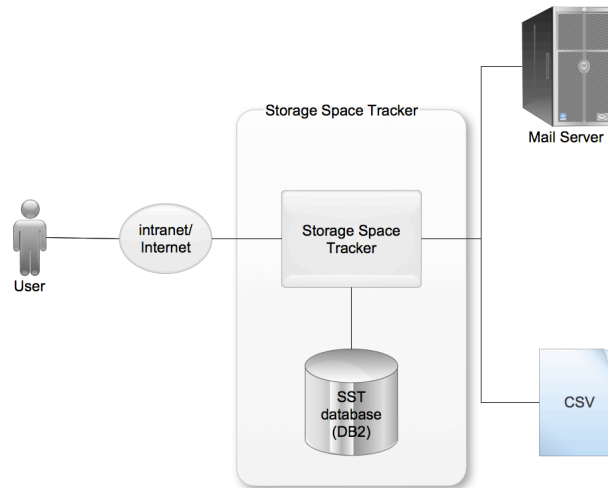 Storage Space Tracker
Mail Server
intranet/
Internet
Storage Space
Tracker
User
SST
database
(DB2)
CSV